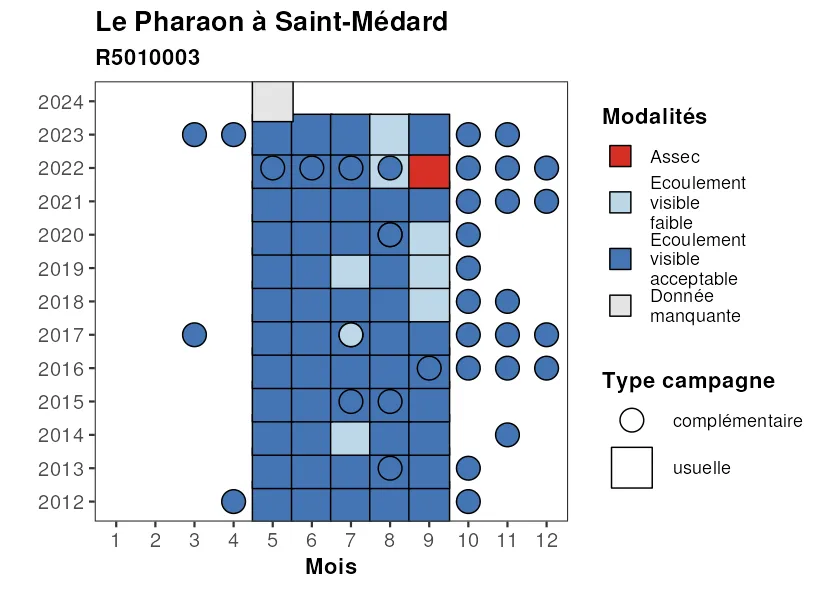 Le Pharaon à Saint-Médard
R5010003
2024
2023
2022
2021
2020
2019
2018
2017
2016
2015
2014
2013
2012
1 2 3 4 5 6 7 8 9 10 11 12
Mois
Modalités
Assec
Ecoulement
visible
faible
Ecoulement
visible
acceptable
Donnée
manquante
Type campagne
complémentaire
usuelle